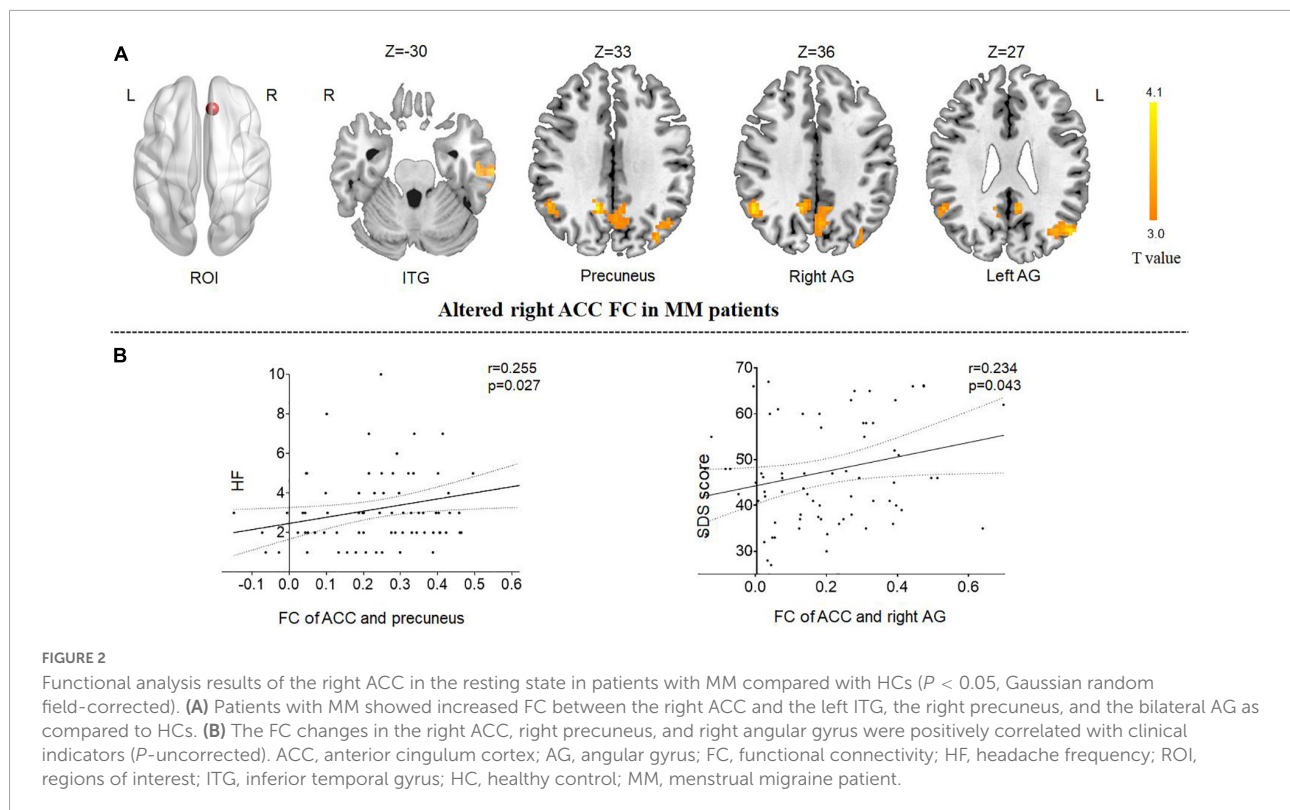 A
Z=-30
Z=33
Z=36
Z=27
L
R
R
L
4.1
3.0
T value
ROI
ITG
Precuneus
Right AG
Left AG
Altered right ACC FC in MM patients
B
r=0.255
p=0.027
HF
10
8
6
4
2
-0.1
0.0
0.1
0.2
0.3
0.4
0.5
0.6
FC of ACC and precuneus
r=0.234
p=0.043
SDS score
70
60
50
40
30
0.0
0.2
0.4
0.6
FC of ACC and right AG
FIGURE 2
Functional analysis results of the right ACC in the resting state in patients with MM compared with HCs (P < 0.05, Gaussian random
field-corrected). (A) Patients with MM showed increased FC between the right ACC and the left ITG, the right precuneus, and the bilateral AG as
compared to HCs. (B) The FC changes in the right ACC, right precuneus, and right angular gyrus were positively correlated with clinical
indicators (P-uncorrected). ACC, anterior cingulum cortex; AG, angular gyrus; FC, functional connectivity; HF, headache frequency; ROI,
regions of interest; ITG, inferior temporal gyrus; HC, healthy control; MM, menstrual migraine patient.